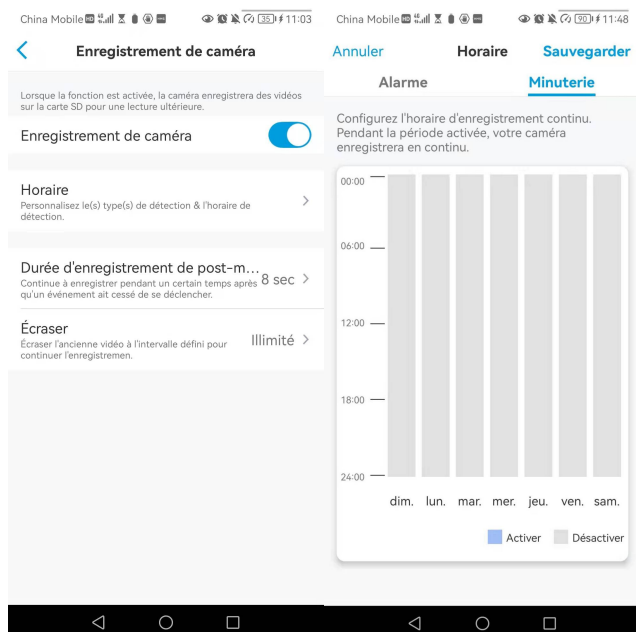 China Mobile HD 35 11:03
Enregistrement de caméra
Lorsque la fonction est activée, la caméra enregistrera des vidéos
sur la carte SD pour une lecture ultérieure.
Enregistrement de caméra
Horaire
Personnalisez le(s) type(s) de détection & l'horaire de
détection.
Durée d'enregistrement de post-m...
8 sec
Continue à enregistrer pendant un certain temps après
qu'un événement ait cessé de se déclencher.
Écraser
Illimité
Écraser l'ancienne vidéo à l'intervalle défini pour
continuer l'enregistremen.
China Mobile HD 90 11:48
Annuler Horaire Sauvegarder
Alarme Minuterie
Configurez l'horaire d'enregistrement continu.
Pendant la période activée, votre caméra
enregistrera en continu.
00:00
06:00
12:00
18:00
24:00
dim. lun. mar. mer. jeu. ven. sam.
Activer Désactiver